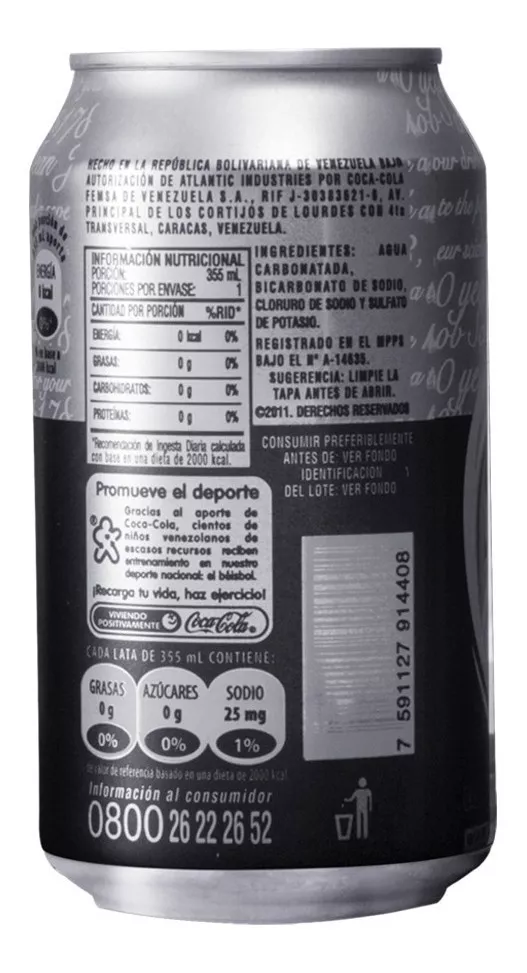 HECHO EN LA REPÚBLICA BOLIVARIANA DE VENEZUELA BAJO
AUTORIZACIÓN DE ATLANTIC INDUSTRIES POR COCA-COLA
FEMSA DE VENEZUELA S.A., RIF J-30383621-6, AV.
PRINCIPAL DE LOS CORTIJOS DE LOURDES CON 4ta
TRANSVERSAL, CARACAS, VENEZUELA.
INFORMACIÓN NUTRICIONAL
PORCIÓN: 355 mL
PORCIONES POR ENVASE: 1
CANTIDAD POR PORCIÓN %RID*
ENERGÍA: 0 kcal 0%
GRASAS: 0 g 0%
CARBOHIDRATOS: 0 g 0%
PROTEÍNAS: 0 g 0%
*Recomendación de Ingesta Diaria calculada
con base en una dieta de 2000 kcal.
INGREDIENTES: AGUA
CARBONATADA,
BICARBONATO DE SODIO,
CLORURO DE SODIO Y SULFATO
DE POTASIO.
REGISTRADO EN EL MPPS
BAJO EL Nº A-14635.
SUGERENCIA: LIMPIE LA
TAPA ANTES DE ABRIR.
©2011. DERECHOS RESERVADOS
CONSUMIR PREFERIBLEMENTE
ANTES DE: VER FONDO
IDENTIFICACION 1
DEL LOTE: VER FONDO
ENERGÍA
0 kcal
0%
Promueve el deporte
Gracias al aporte de
Coca-Cola, cientos de
niños venezolanos de
escasos recursos reciben
entrenamiento en nuestro
deporte nacional: el béisbol.
¡Recarga tu vida, haz ejercicio!
VIVIENDO
POSITIVAMENTE
Coca-Cola
CADA LATA DE 355 mL CONTIENE:
GRASAS AZÚCARES SODIO
0 g 0 g 25 mg
0% 0% 1%
de valor de referencia basado en una dieta de 2000 kcal
Información al consumidor
0800 26 22 26 52
7 591127 914408